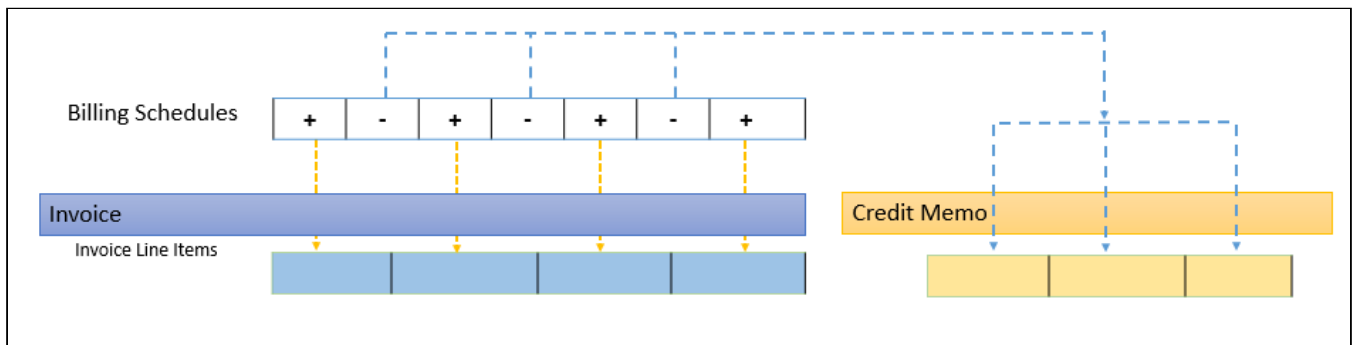 Billing Schedules + - + - + - +
Invoice
Credit Memo
Invoice Line Items